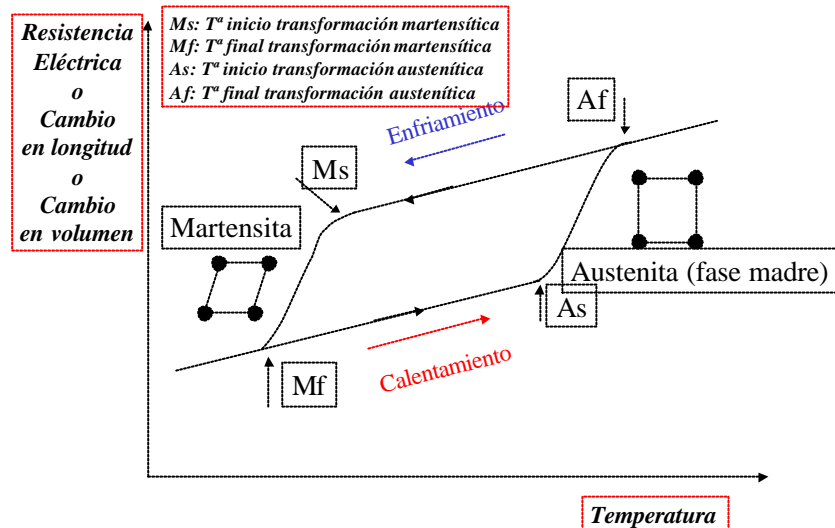 Resistencia
Eléctrica
o
Cambio
en longitud
o
Cambio
en volumen
Ms: Tª inicio transformación martensítica
Mf: Tª final transformación martensítica
As: Tª inicio transformación austenítica
Af: Tª final transformación austenítica
Enfriamiento
Af
Ms
Martensita
Austenita (fase madre)
As
Mf
Calentamiento
Temperatura